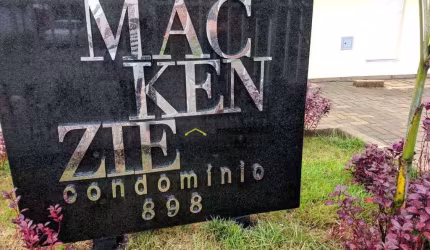 MAC
KEN
ZIE
condomínio
898